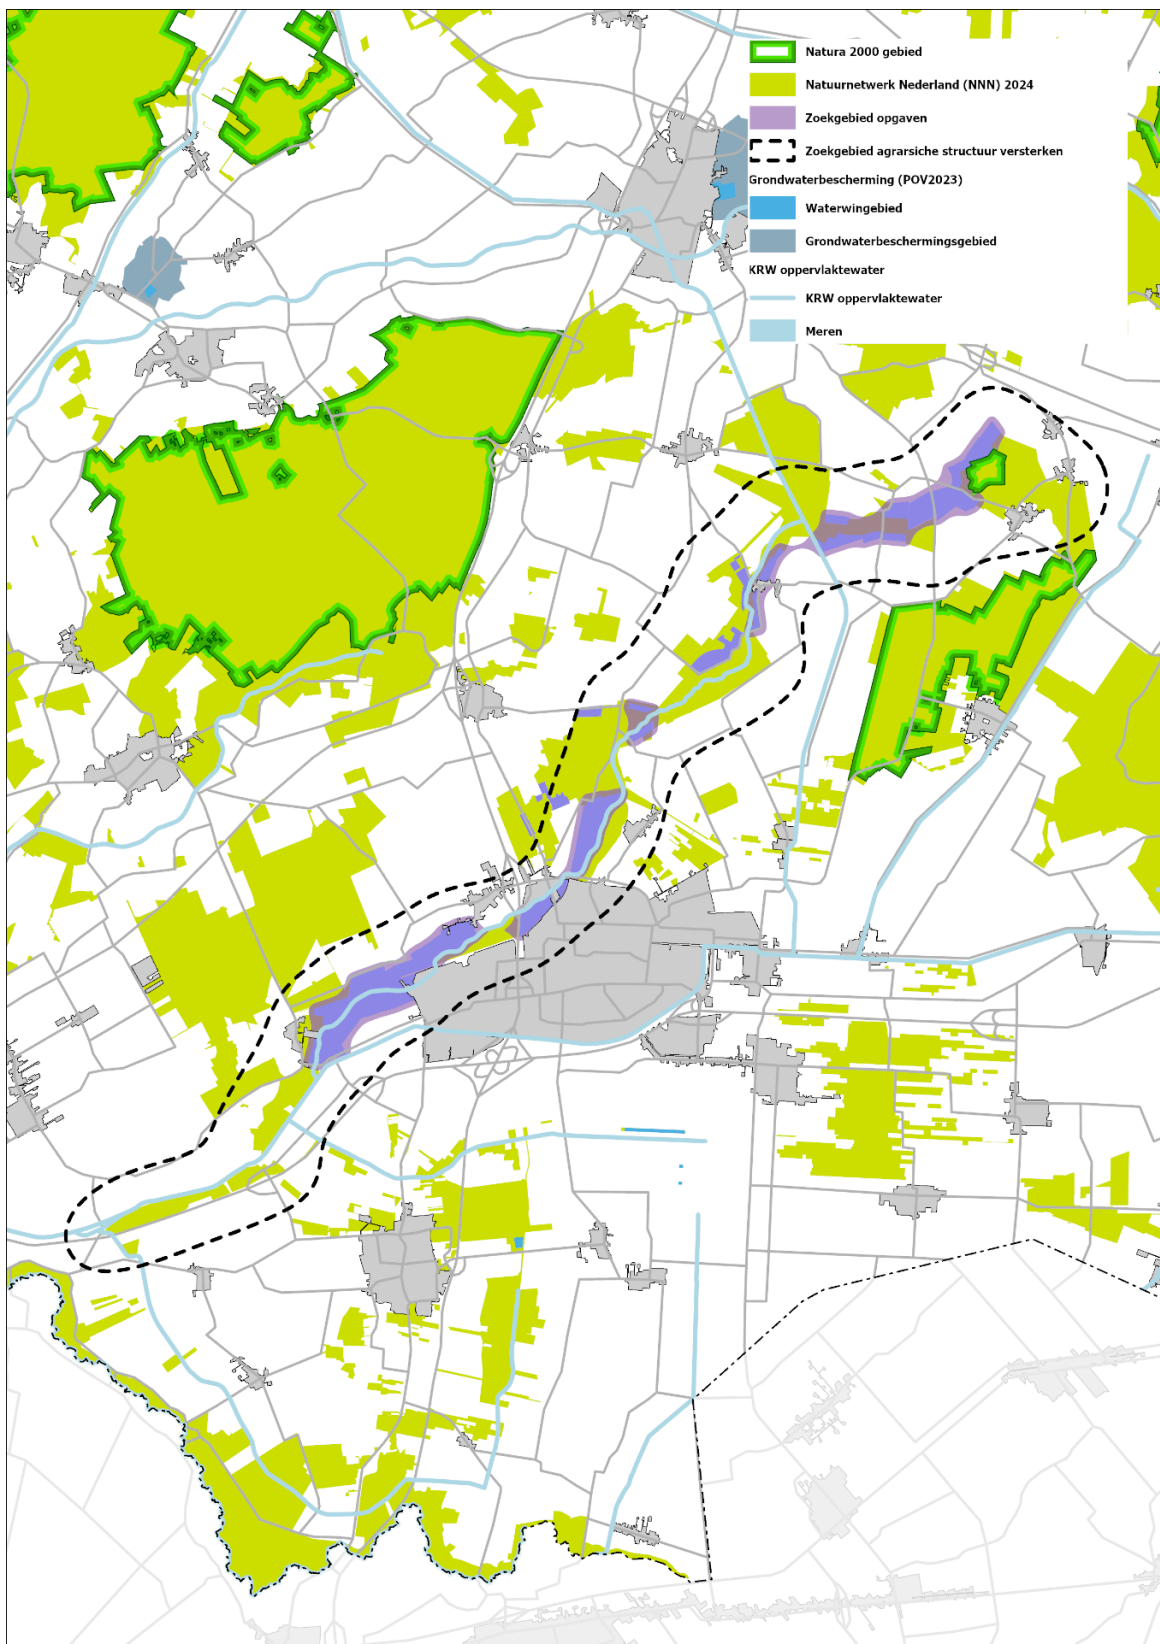 Natura 2000 gebied
Natuurnetwerk Nederland (NNN) 2024
Zoekgebied opgaven
Zoekgebied agrarsiche structuur versterken
Grondwaterbescherming (POV2023)
Waterwingebied
Grondwaterbeschermingsgebied
KRW oppervlaktewater
KRW oppervlaktewater
Meren